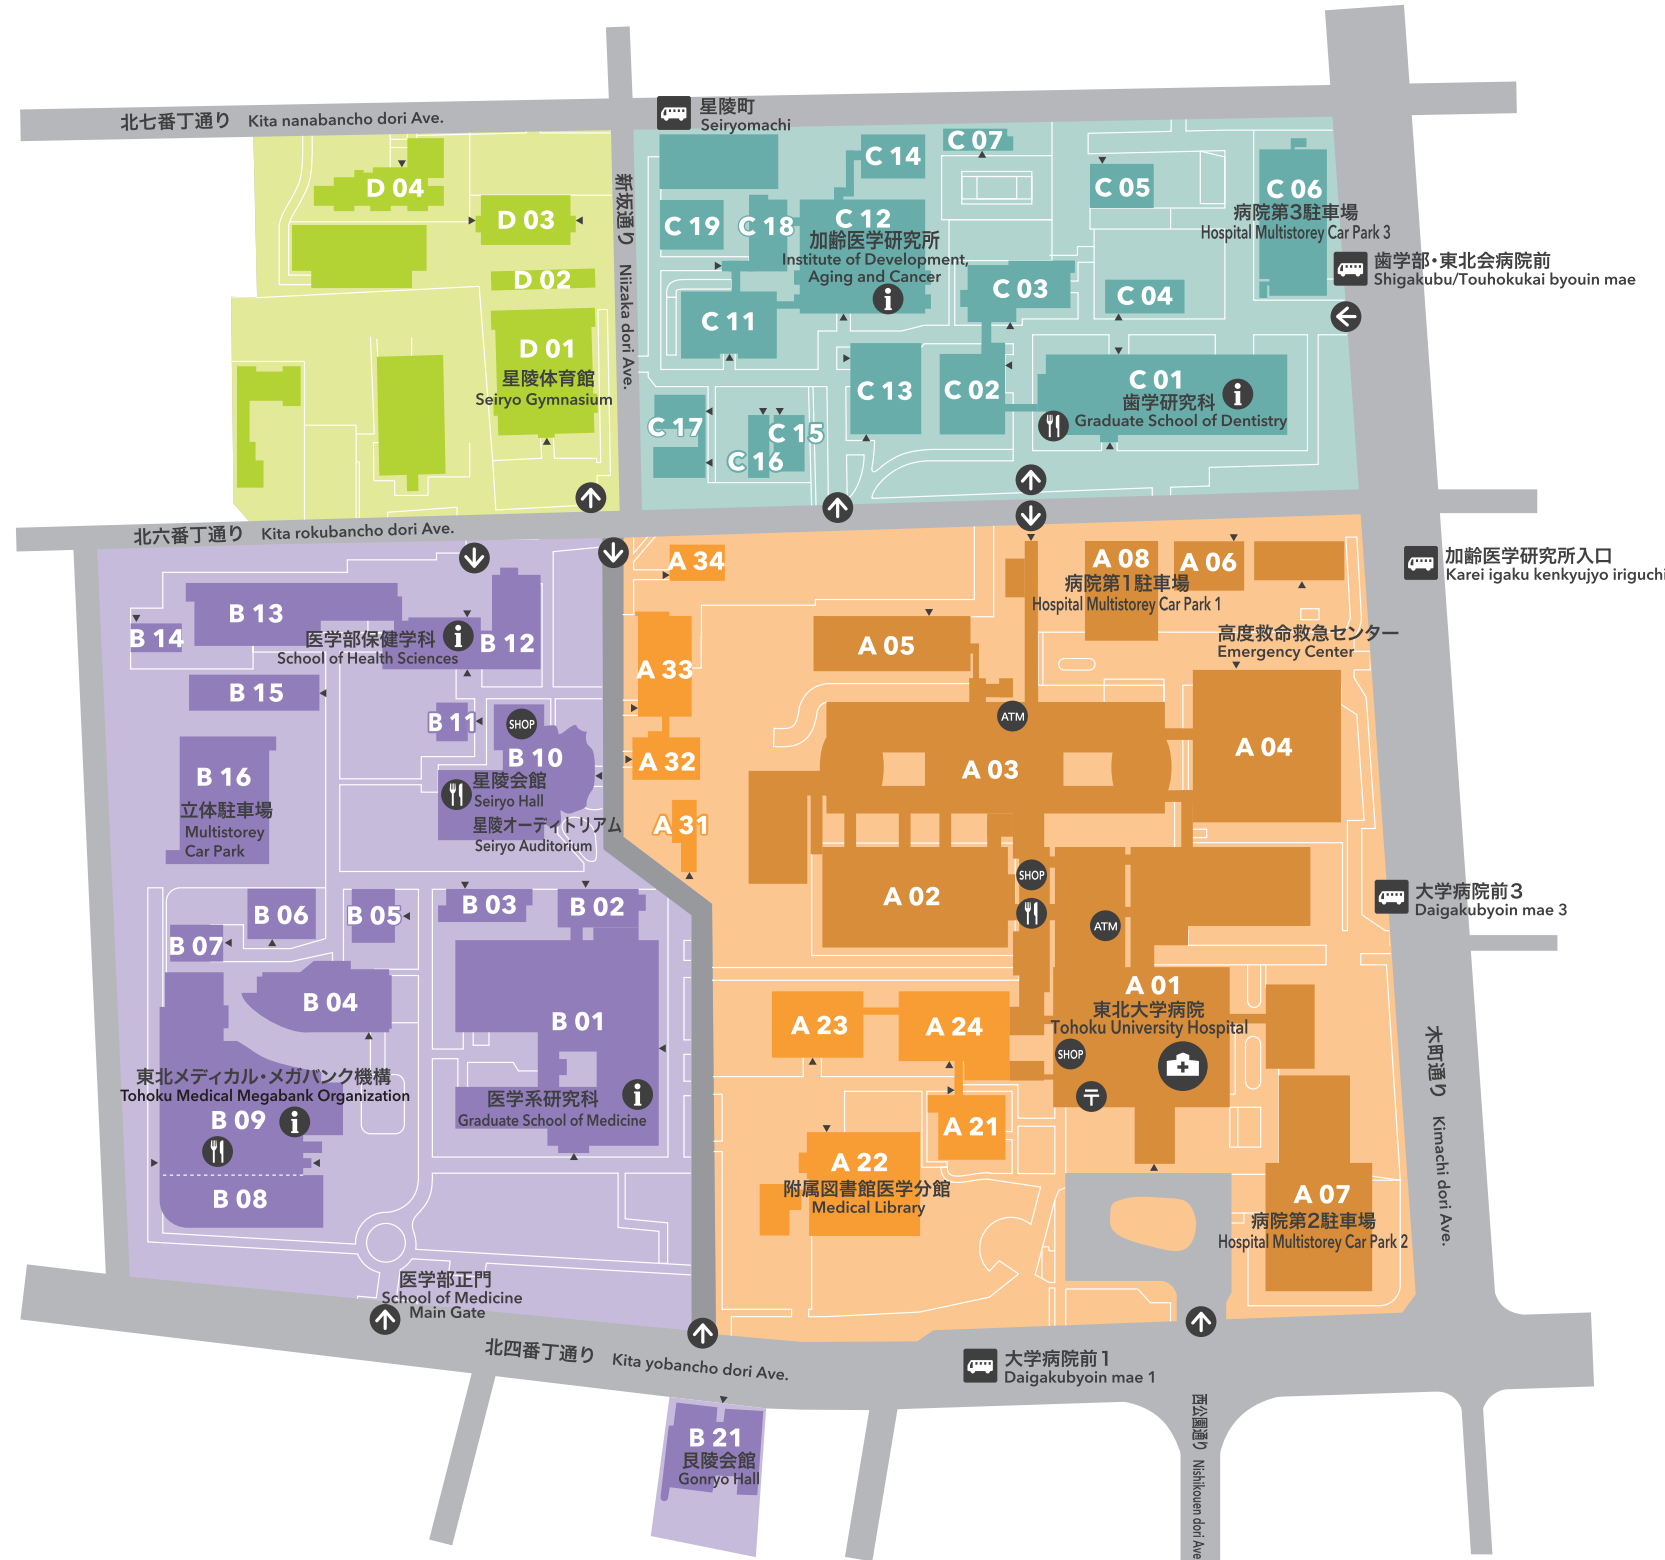 星陵町
Seiryomachi
北七番丁通り Kita nanabancho dori Ave.
新坂通り Niizaka dori Ave.
D 04
D 03
D 02
D 01
星陵体育館
Seiryo Gymnasium
C 07
C 14
C 05
C 06
病院第3駐車場
Hospital Multistorey Car Park 3
C 19
C 18
C 12
加齢医学研究所
Institute of Development,
Aging and Cancer
歯学部・東北会病院前
Shigakubu/Touhokukai byouin mae
C 03
C 04
C 11
C 13
C 02
C 01
歯学研究科
Graduate School of Dentistry
C 17
C 15
C 16
北六番丁通り Kita rokubancho dori Ave.
A 34
A 08
病院第1駐車場
Hospital Multistorey Car Park 1
A 06
加齢医学研究所入口
Karei igaku kenkyujyo iriguchi
高度救命救急センター
Emergency Center
B 13
B 14
医学部保健学科
School of Health Sciences
B 12
B 15
A 33
A 05
B 11
SHOP
B 10
星陵会館
Seiryo Hall
星陵オーディトリアム
Seiryo Auditorium
ATM
A 32
A 03
A 04
B 16
立体駐車場
Multistorey
Car Park
A 31
A 02
SHOP
ATM
大学病院前3
Daigakubyoin mae 3
B 06
B 05
B 03
B 02
B 07
B 04
B 01
医学系研究科
Graduate School of Medicine
A 23
A 24
A 01
東北大学病院
Tohoku University Hospital
SHOP
〒
東北メディカル・メガバンク機構
Tohoku Medical Megabank Organization
B 09
B 08
A 21
A 22
附属図書館医学分館
Medical Library
A 07
病院第2駐車場
Hospital Multistorey Car Park 2
木町通り Kimachi dori Ave.
医学部正門
School of Medicine
Main Gate
北四番丁通り Kita yobancho dori Ave.
大学病院前1
Daigakubyoin mae 1
西公園通り Nishikouen dori Ave
B 21
艮陵会館
Gonryo Hall